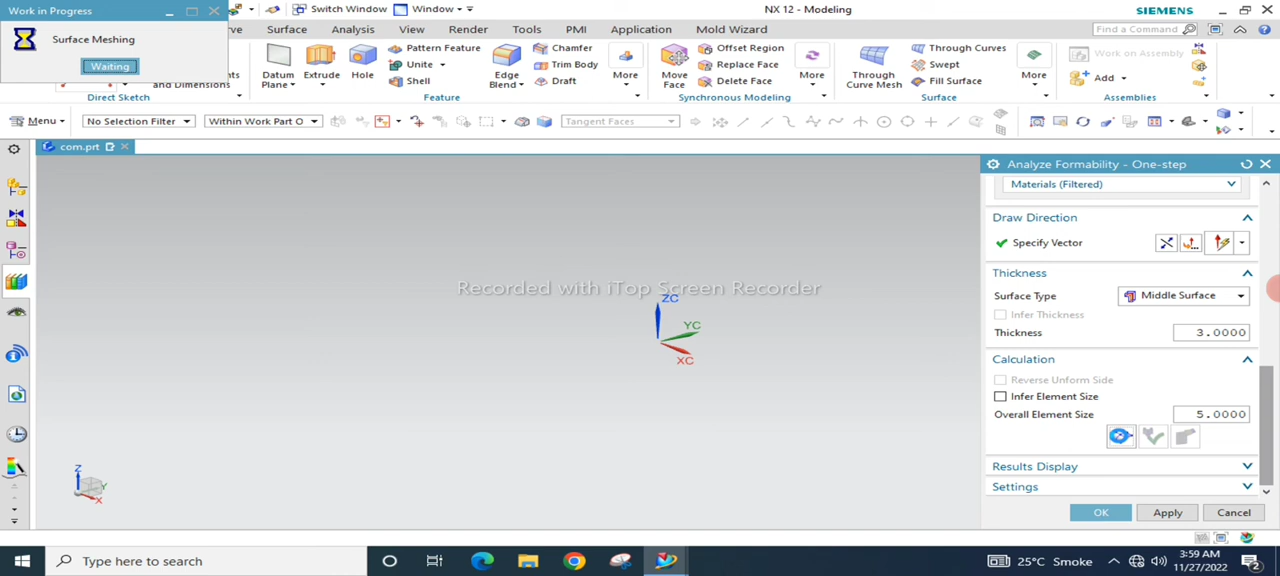 Work in Progress
Surface Meshing
Waiting
Switch Window
Window
NX 12 - Modeling
SIEMENS
rve Surface Analysis View Render Tools PMI Application Mold Wizard
Find a Command
Datum Plane
Extrude
Hole
Pattern Feature
Unite
Shell
Edge Blend
Chamfer
Trim Body
Draft
More
Move Face
Offset Region
Replace Face
Delete Face
More
Through Curve Mesh
Through Curves
Swept
Fill Surface
More
Work on Assembly
Add
and Dimensions
Direct Sketch
Feature
Synchronous Modeling
Surface
Assemblies
Menu
No Selection Filter
Within Work Part O
Tangent Faces
com.prt
Recorded with iTop Screen Recorder
ZC
YC
XC
Z
Y
X
Analyze Formability - One-step
Materials (Filtered)
Draw Direction
Specify Vector
Thickness
Surface Type Middle Surface
Infer Thickness
Thickness 3.0000
Calculation
Reverse Unform Side
Infer Element Size
Overall Element Size 5.0000
Results Display
Settings
OK Apply Cancel
Type here to search
25°C Smoke
3:59 AM
11/27/2022
2